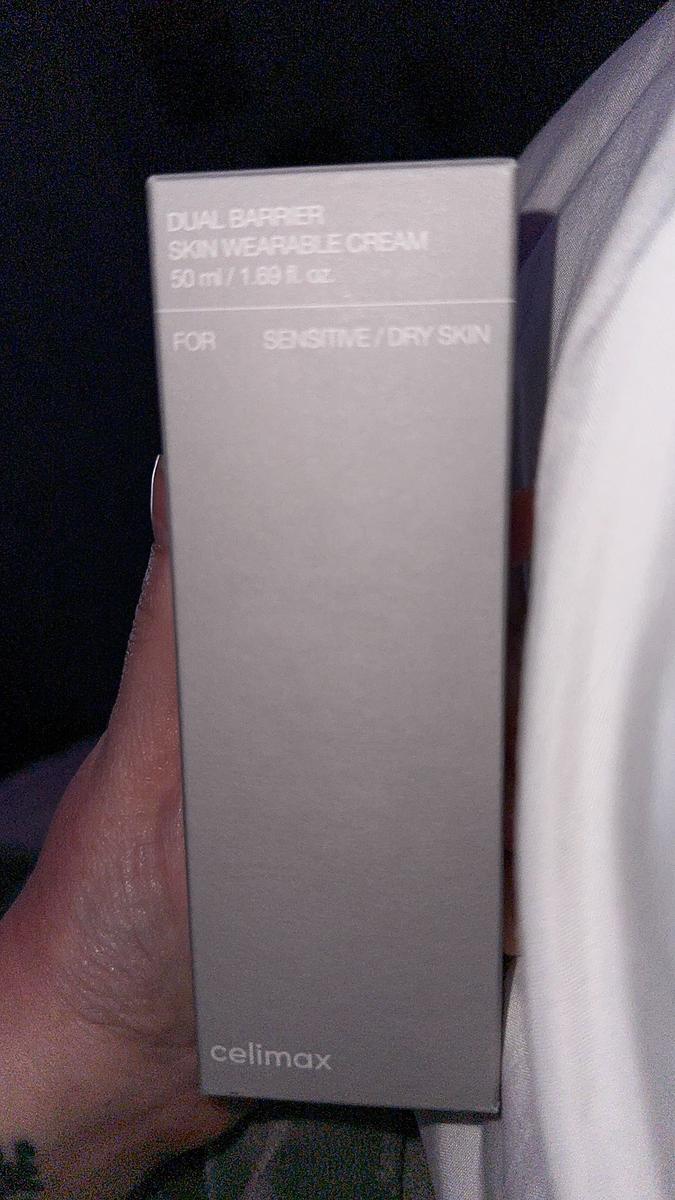 DUAL BARRIER
SKIN WEARABLE CREAM
50 ml / 1.69 fl. oz.
FOR SENSITIVE / DRY SKIN
celimax